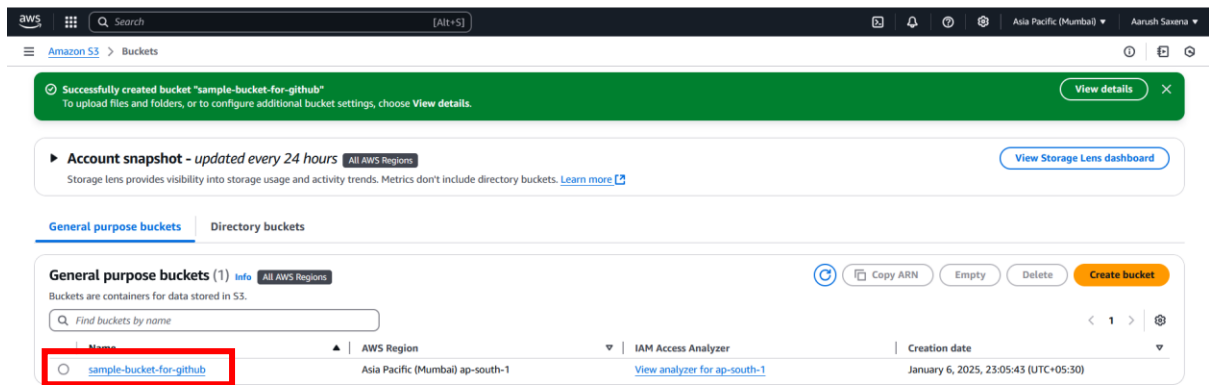 aws Search [Alt+S] Asia Pacific (Mumbai) Aarush Saxena
Amazon S3 > Buckets
Successfully created bucket "sample-bucket-for-github"
To upload files and folders, or to configure additional bucket settings, choose View details.
View details
Account snapshot - updated every 24 hours All AWS Regions
View Storage Lens dashboard
Storage lens provides visibility into storage usage and activity trends. Metrics don't include directory buckets. Learn more
General purpose buckets Directory buckets
General purpose buckets (1) Info All AWS Regions
Copy ARN Empty Delete Create bucket
Buckets are containers for data stored in S3.
Find buckets by name
1
Name AWS Region IAM Access Analyzer Creation date
sample-bucket-for-github Asia Pacific (Mumbai) ap-south-1 View analyzer for ap-south-1 January 6, 2025, 23:05:43 (UTC+05:30)